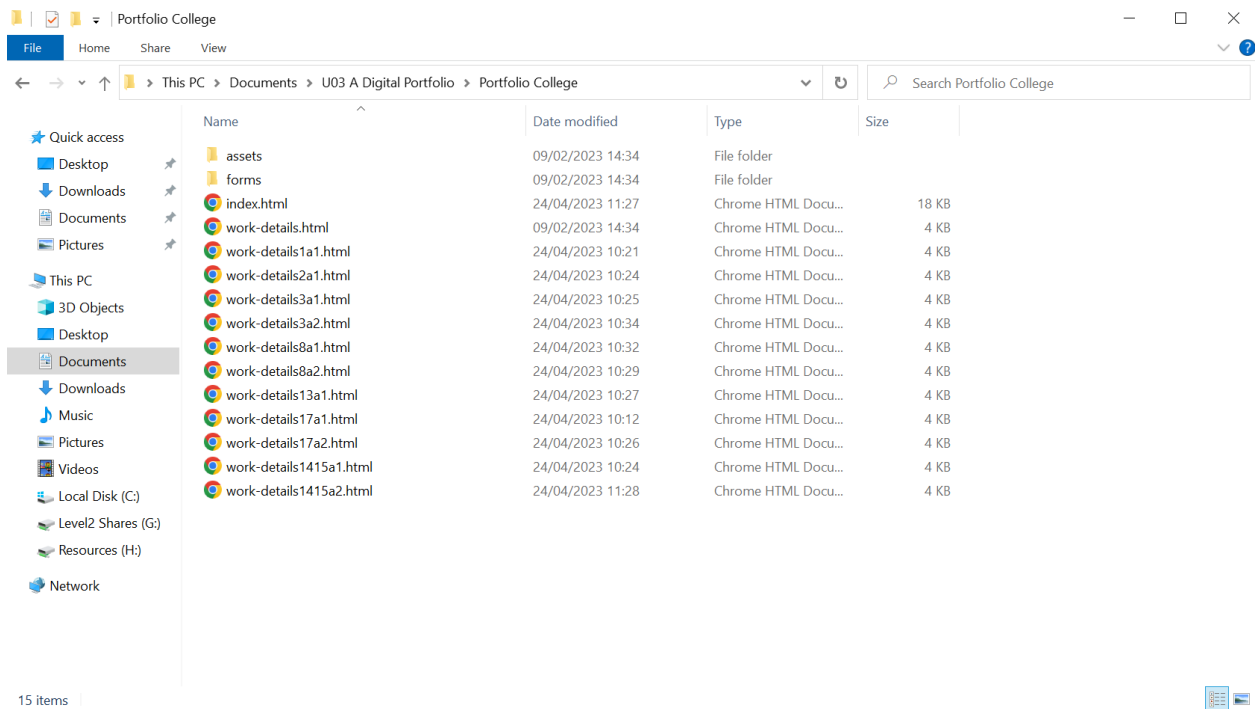 Portfolio College
File Home Share View
This PC Documents U03 A Digital Portfolio Portfolio College Search Portfolio College
Name Date modified Type Size
Quick access
Desktop
Downloads
Documents
Pictures
This PC
3D Objects
Desktop
Documents
Downloads
Music
Pictures
Videos
Local Disk (C:)
Level2 Shares (G:)
Resources (H:)
Network
assets 09/02/2023 14:34 File folder
forms 09/02/2023 14:34 File folder
index.html 24/04/2023 11:27 Chrome HTML Docu... 18 KB
work-details.html 09/02/2023 14:34 Chrome HTML Docu... 4 KB
work-details1a1.html 24/04/2023 10:21 Chrome HTML Docu... 4 KB
work-details2a1.html 24/04/2023 10:24 Chrome HTML Docu... 4 KB
work-details3a1.html 24/04/2023 10:25 Chrome HTML Docu... 4 KB
work-details3a2.html 24/04/2023 10:34 Chrome HTML Docu... 4 KB
work-details8a1.html 24/04/2023 10:32 Chrome HTML Docu... 4 KB
work-details8a2.html 24/04/2023 10:29 Chrome HTML Docu... 4 KB
work-details13a1.html 24/04/2023 10:27 Chrome HTML Docu... 4 KB
work-details17a1.html 24/04/2023 10:12 Chrome HTML Docu... 4 KB
work-details17a2.html 24/04/2023 10:26 Chrome HTML Docu... 4 KB
work-details1415a1.html 24/04/2023 10:24 Chrome HTML Docu... 4 KB
work-details1415a2.html 24/04/2023 11:28 Chrome HTML Docu... 4 KB
15 items